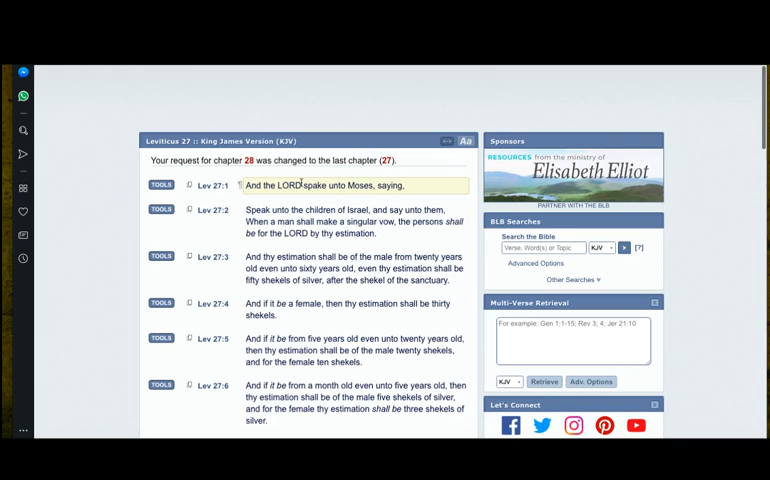 Leviticus 27 :: King James Version (KJV)
Aa
Your request for chapter 28 was changed to the last chapter (27).
TOOLS Lev 27:1 ¶ And the LORD spake unto Moses, saying,
TOOLS Lev 27:2 Speak unto the children of Israel, and say unto them,
When a man shall make a singular vow, the persons shall
be for the LORD by thy estimation.
TOOLS Lev 27:3 And thy estimation shall be of the male from twenty years
old even unto sixty years old, even thy estimation shall be
fifty shekels of silver, after the shekel of the sanctuary.
TOOLS Lev 27:4 And if it be a female, then thy estimation shall be thirty
shekels.
TOOLS Lev 27:5 And if it be from five years old even unto twenty years old,
then thy estimation shall be of the male twenty shekels,
and for the female ten shekels.
TOOLS Lev 27:6 And if it be from a month old even unto five years old, then
thy estimation shall be of the male five shekels of silver,
and for the female thy estimation shall be three shekels of
silver.
Sponsors
RESOURCES from the ministry of
Elisabeth Elliot
PARTNER WITH THE BLB
BLB Searches
Search the Bible
Verse, Word(s) or Topic KJV [?]
Advanced Options
Other Searches
Multi-Verse Retrieval
For example: Gen 1:1-15; Rev 3; 4; Jer 21:10
KJV Retrieve Adv. Options
Let's Connect